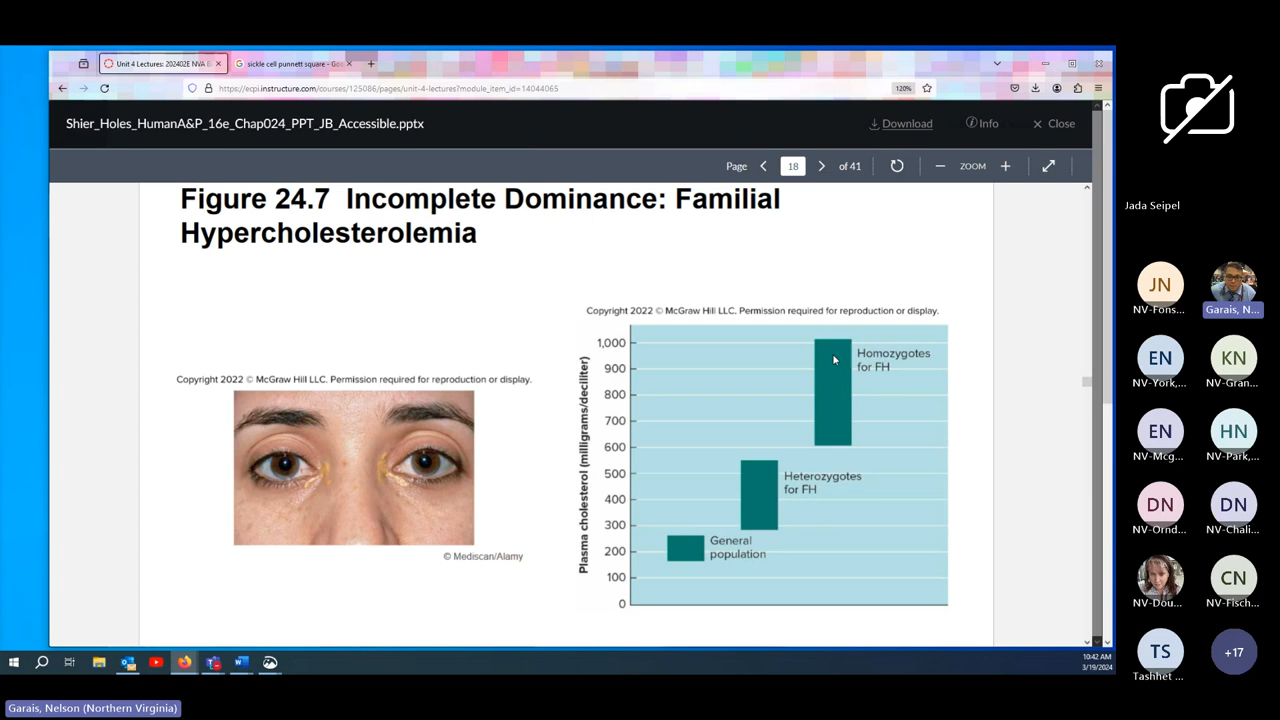 Unit 4 Lectures: 202402E NVA B
sickle cell punnett square - Goo
https://ecpi.instructure.com/courses/125086/pages/unit-4-lectures?module_item_id=14044065
120%
Shier_Holes_HumanA&P_16e_Chap024_PPT_JB_Accessible.pptx
Download
Info
Close
Page
18
of 41
ZOOM
Figure 24.7 Incomplete Dominance: Familial
Hypercholesterolemia
Copyright 2022 © McGraw Hill LLC. Permission required for reproduction or display.
© Mediscan/Alamy
Copyright 2022 © McGraw Hill LLC. Permission required for reproduction or display.
Plasma cholesterol (milligrams/deciliter)
1,000
900
800
700
600
500
400
300
200
100
0
Homozygotes
for FH
Heterozygotes
for FH
General
population
10:42 AM
3/19/2024
Garais, Nelson (Northern Virginia)
Jada Seipel
JN
NV-Fons...
Garais, N...
EN
NV-York,...
KN
NV-Gran...
EN
NV-Mcg...
HN
NV-Park,...
DN
NV-Ornd...
DN
NV-Chali...
NV-Dou...
CN
NV-Fisch...
TS
Tashhet ...
+17